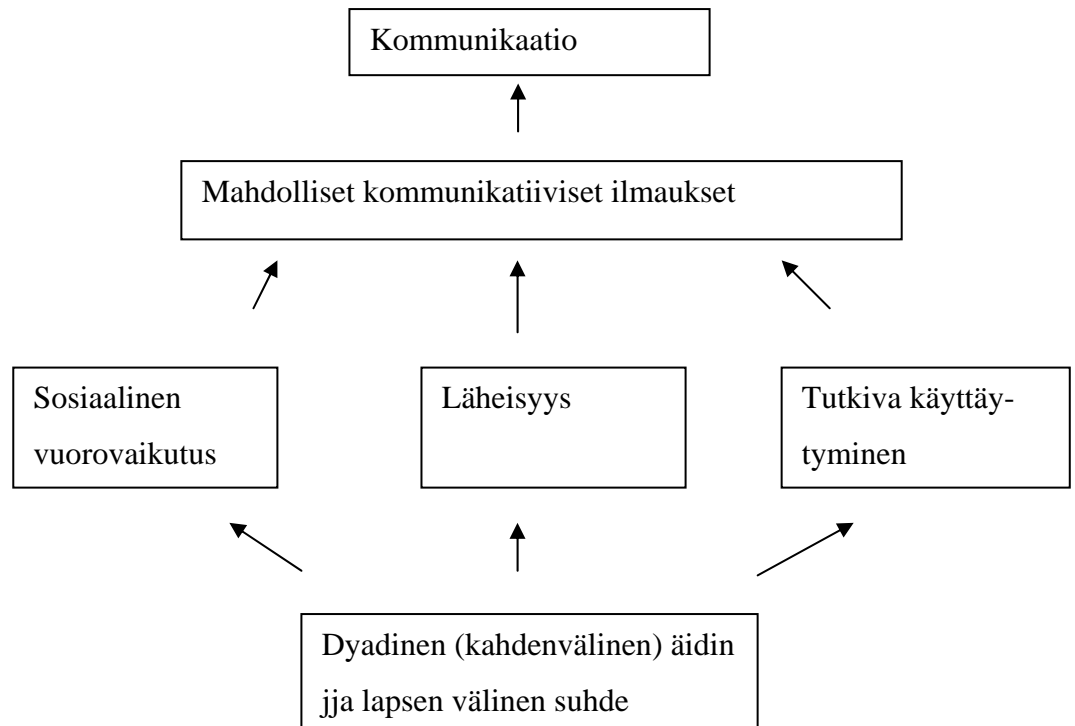 Kommunikaatio
Mahdolliset kommunikatiiviset ilmaukset
Sosiaalinen
vuorovaikutus
Läheisyys
Tutkiva käyttäy-
tyminen
Dyadinen (kahdenvälinen) äidin
jja lapsen välinen suhde